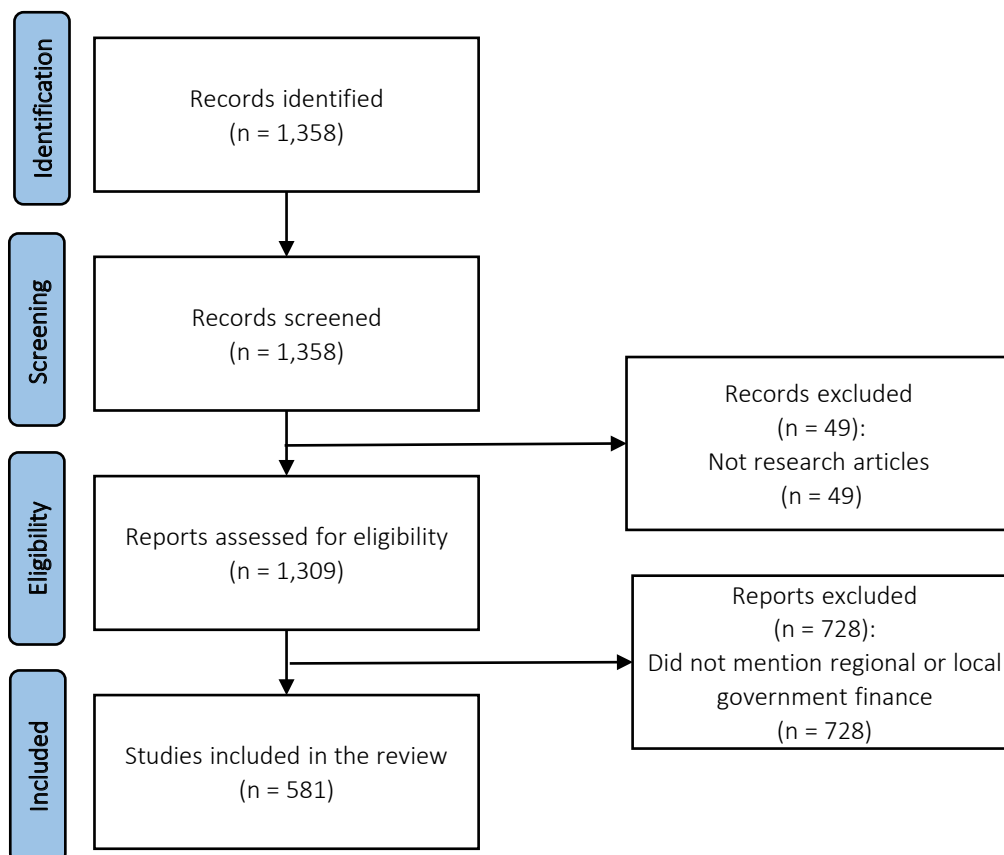 Identification
Records identified
(n = 1,358)
Screening
Records screened
(n = 1,358)
Records excluded
(n = 49):
Not research articles
(n = 49)
Eligibility
Reports assessed for eligibility
(n = 1,309)
Reports excluded
(n = 728):
Did not mention regional or local
government finance
(n = 728)
Included
Studies included in the review
(n = 581)